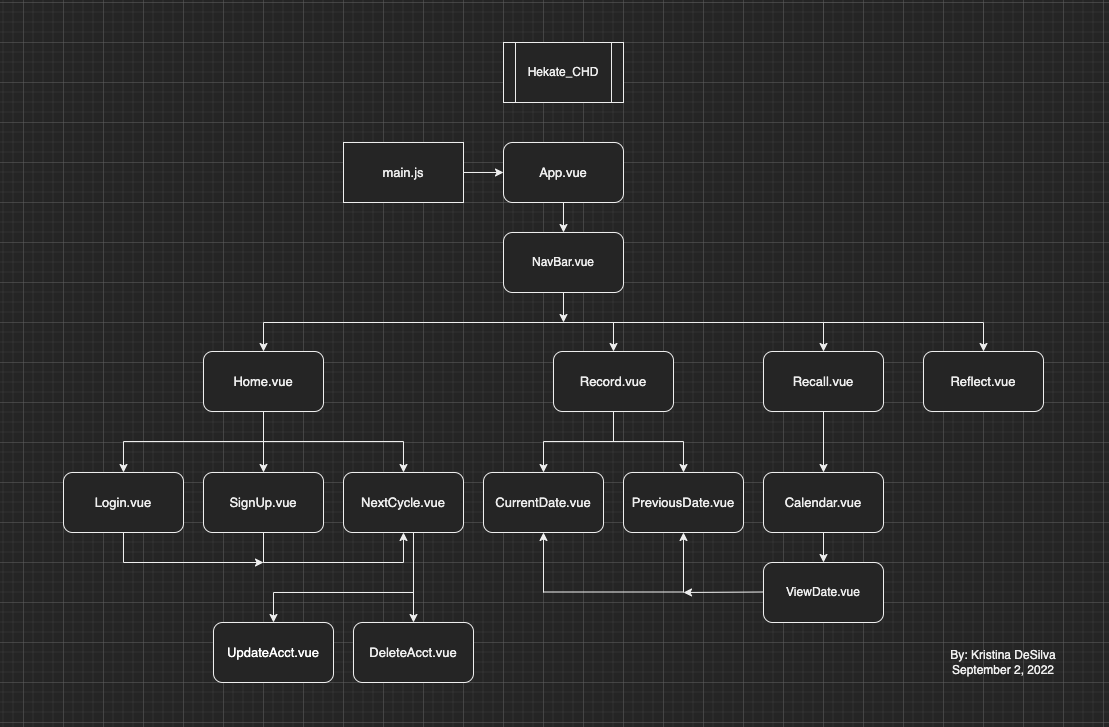 Hekate_CHD
main.js
App.vue
NavBar.vue
Home.vue
Record.vue
Recall.vue
Reflect.vue
Login.vue
SignUp.vue
NextCycle.vue
CurrentDate.vue
PreviousDate.vue
Calendar.vue
ViewDate.vue
UpdateAcct.vue
DeleteAcct.vue
By: Kristina DeSilva
September 2, 2022